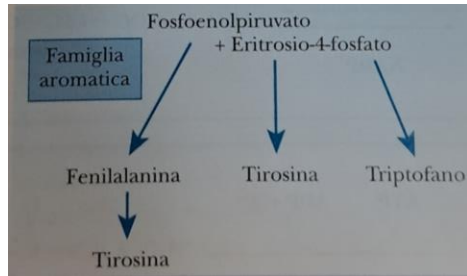 Fosfoenolpiruvato
+ Eritrosio-4-fosfato
Famiglia
aromatica
Fenilalanina
Tirosina
Triptofano
Tirosina